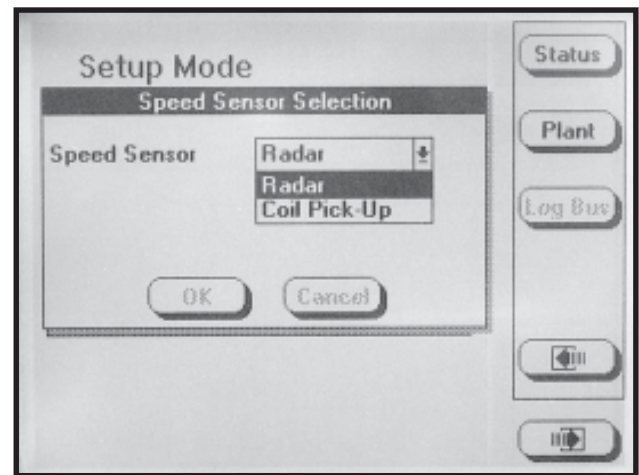 Setup Mode
Speed Sensor Selection
Speed Sensor
Radar
Radar
Coil Pick-Up
OK
Cancel
Status
Plant
Log Bus